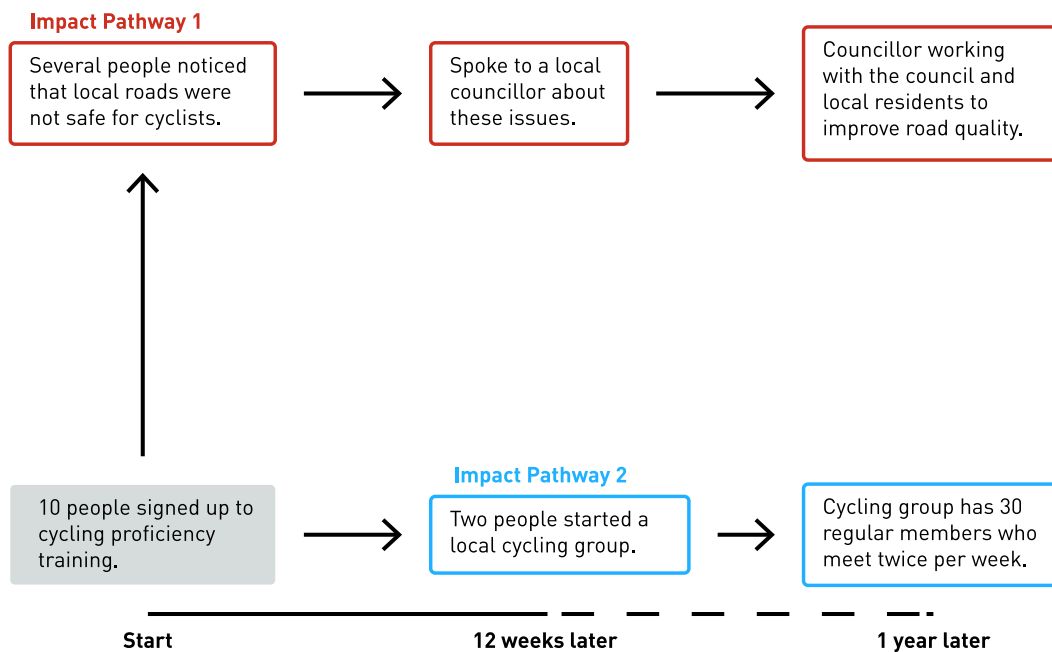 Impact Pathway 1
Several people noticed
that local roads were
not safe for cyclists.
Spoke to a local
councillor about
these issues.
Councillor working
with the council and
local residents to
improve road quality.
10 people signed up to
cycling proficiency
training.
Impact Pathway 2
Two people started a
local cycling group.
Cycling group has 30
regular members who
meet twice per week.
Start
12 weeks later
1 year later